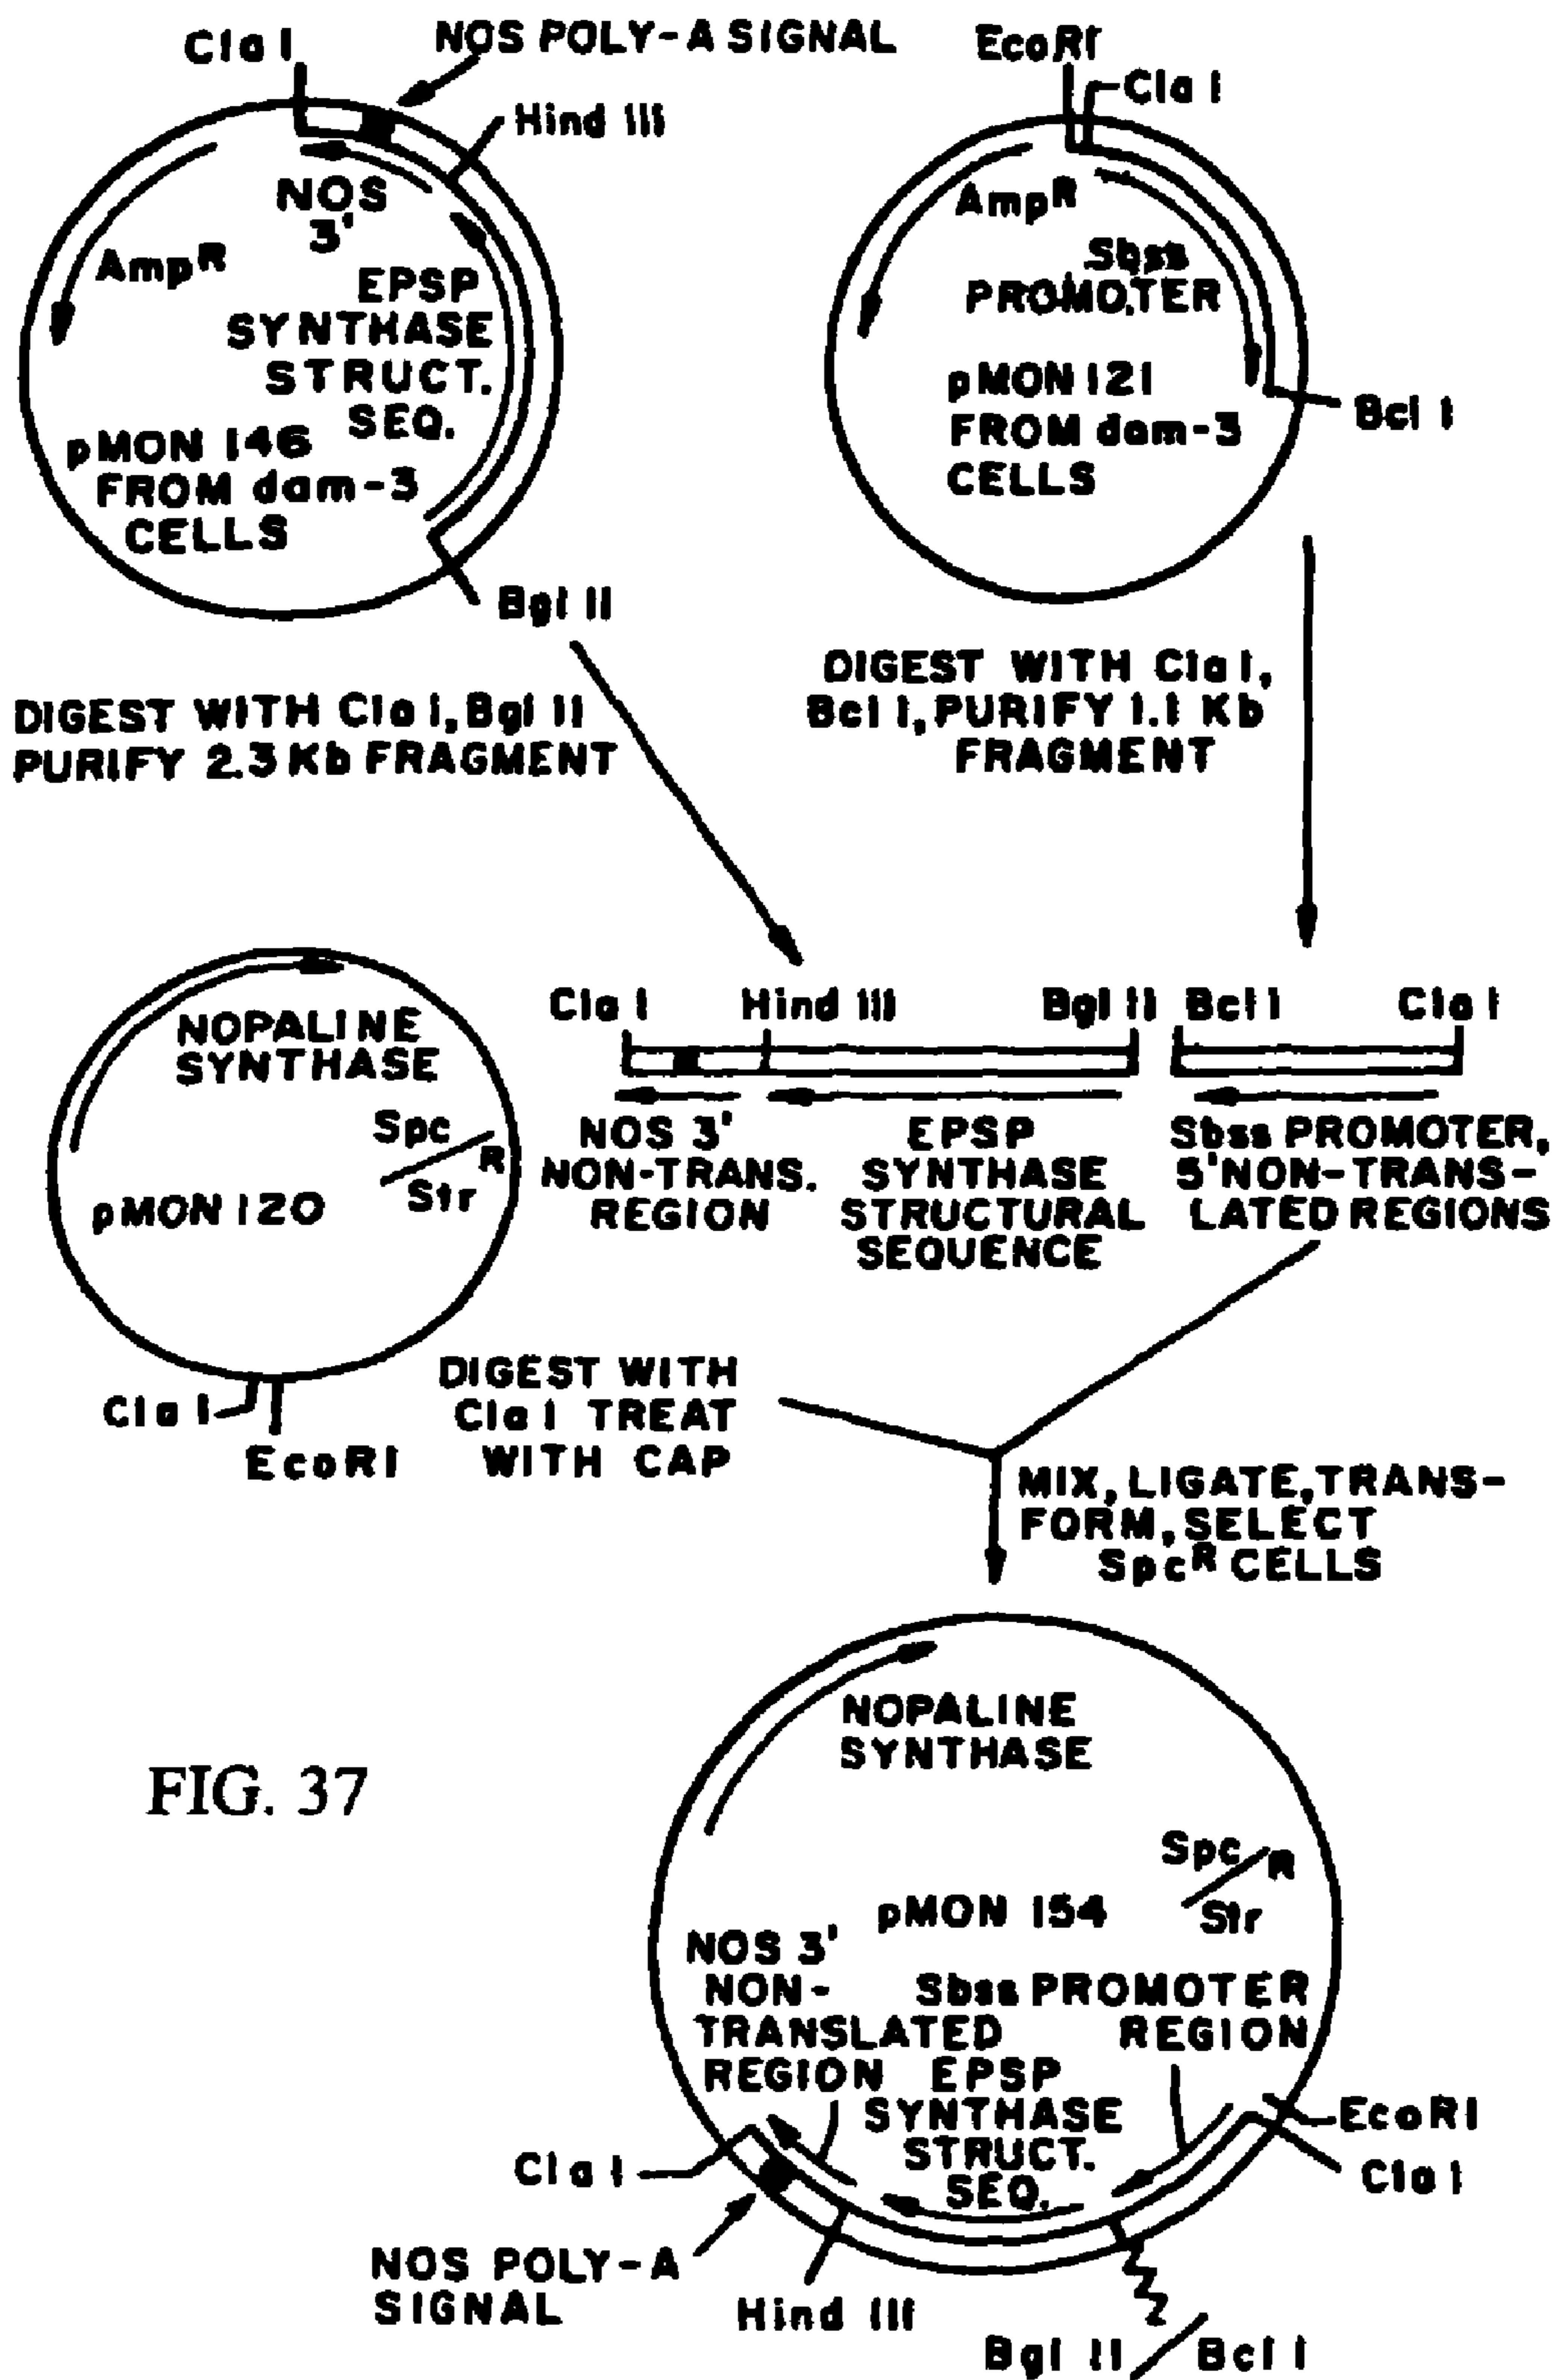 Cla I
NOS POLY-A SIGNAL
Hind III
NOS
3'
AmpR
EPSP
SYNTHASE
STRUCT.
SEQ.
pMON 146
FROM dam-3
CELLS
Bgl II
EcoRI
Cla I
AmpR
Sbss
PROMOTER
pMON 121
FROM dam-3
CELLS
Bcl I
DIGEST WITH Cla I, Bgl II
PURIFY 2.3 Kb FRAGMENT
DIGEST WITH Cla I,
Bcl I, PURIFY 1.1 Kb
FRAGMENT
NOPALINE
SYNTHASE
Spc
R
Str
pMON 120
Cla I
EcoRI
Cla I Hind III Bgl II Bcl I Cla I
NOS 3'
NON-TRANS.
REGION
EPSP
SYNTHASE
STRUCTURAL
SEQUENCE
Sbss PROMOTER,
5' NON-TRANS-
LATED REGIONS
DIGEST WITH
Cla I TREAT
WITH CAP
MIX, LIGATE, TRANS-
FORM, SELECT
SpcR CELLS
FIG. 37
NOPALINE
SYNTHASE
Spc
R
Str
pMON 154
NOS 3'
NON-
TRANSLATED
REGION
Sbss PROMOTER
REGION
EPSP
SYNTHASE
STRUCT.
SEQ.
EcoRI
Cla I
Cla I
NOS POLY-A
SIGNAL
Hind III
Bgl II / Bcl I